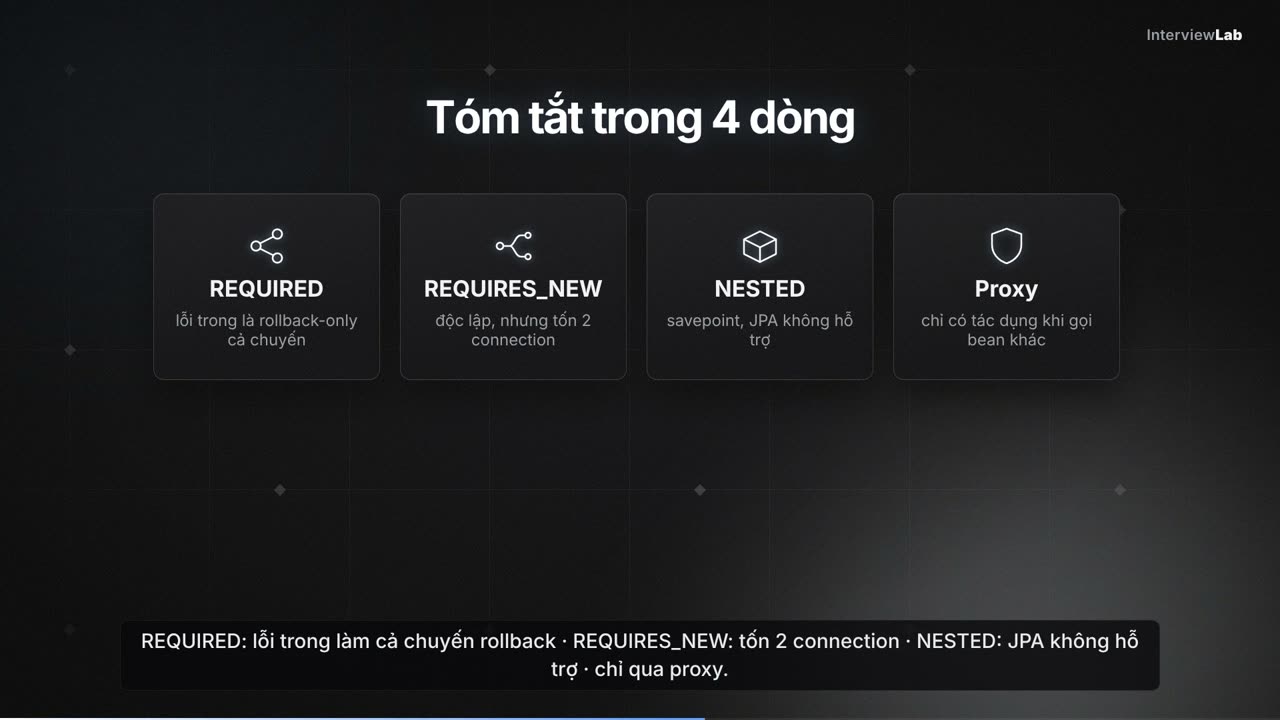 InterviewLab
Tóm tắt trong 4 dòng
REQUIRED
lỗi trong là rollback-only
cả chuyến
REQUIRES_NEW
độc lập, nhưng tốn 2
connection
NESTED
savepoint, JPA không hỗ
trợ
Proxy
chỉ có tác dụng khi gọi
bean khác
REQUIRED: lỗi trong làm cả chuyến rollback · REQUIRES_NEW: tốn 2 connection · NESTED: JPA không hỗ
trợ · chỉ qua proxy.